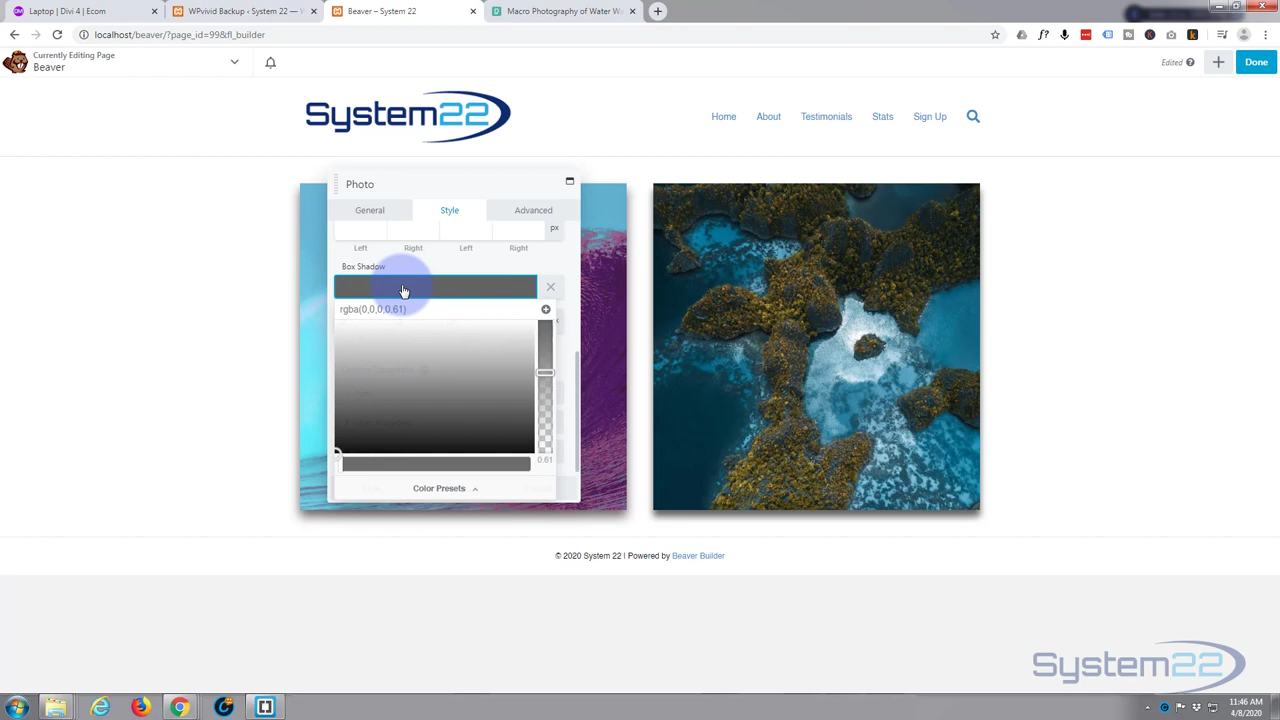 Laptop | Divi 4 | Ecom
WPvivid Backup ‹ System 22 — W
Beaver – System 22
Macro Photography of Water Wa
localhost/beaver/?page_id=99&fl_builder
Currently Editing Page
Beaver
Edited
Done
System22
Home
About
Testimonials
Stats
Sign Up
Photo
General
Style
Advanced
px
Left
Right
Left
Right
Box Shadow
rgba(0,0,0,0.61)
0.61
Color Presets
© 2020 System 22 | Powered by Beaver Builder
System22
11:46 AM
4/8/2020